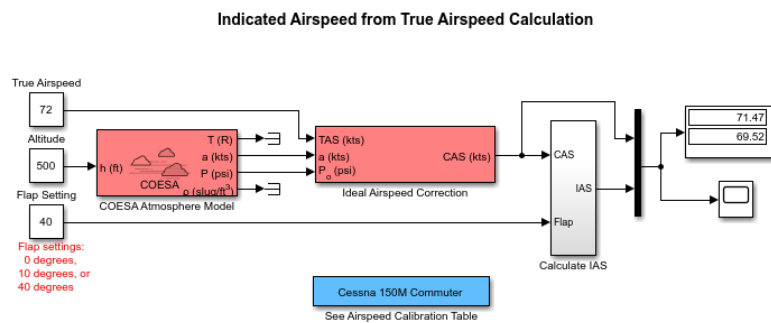 Indicated Airspeed from True Airspeed Calculation
True Airspeed
72
Altitude
500
Flap Setting
40
Flap settings:
0 degrees,
10 degrees, or
40 degrees
h (ft)
T (R)
a (kts)
P (psi)
ρ (slug/ft³)
COESA
COESA Atmosphere Model
TAS (kts)
a (kts)
P₀ (psi)
CAS (kts)
Ideal Airspeed Correction
CAS
IAS
Flap
Calculate IAS
71.47
69.52
Cessna 150M Commuter
See Airspeed Calibration Table